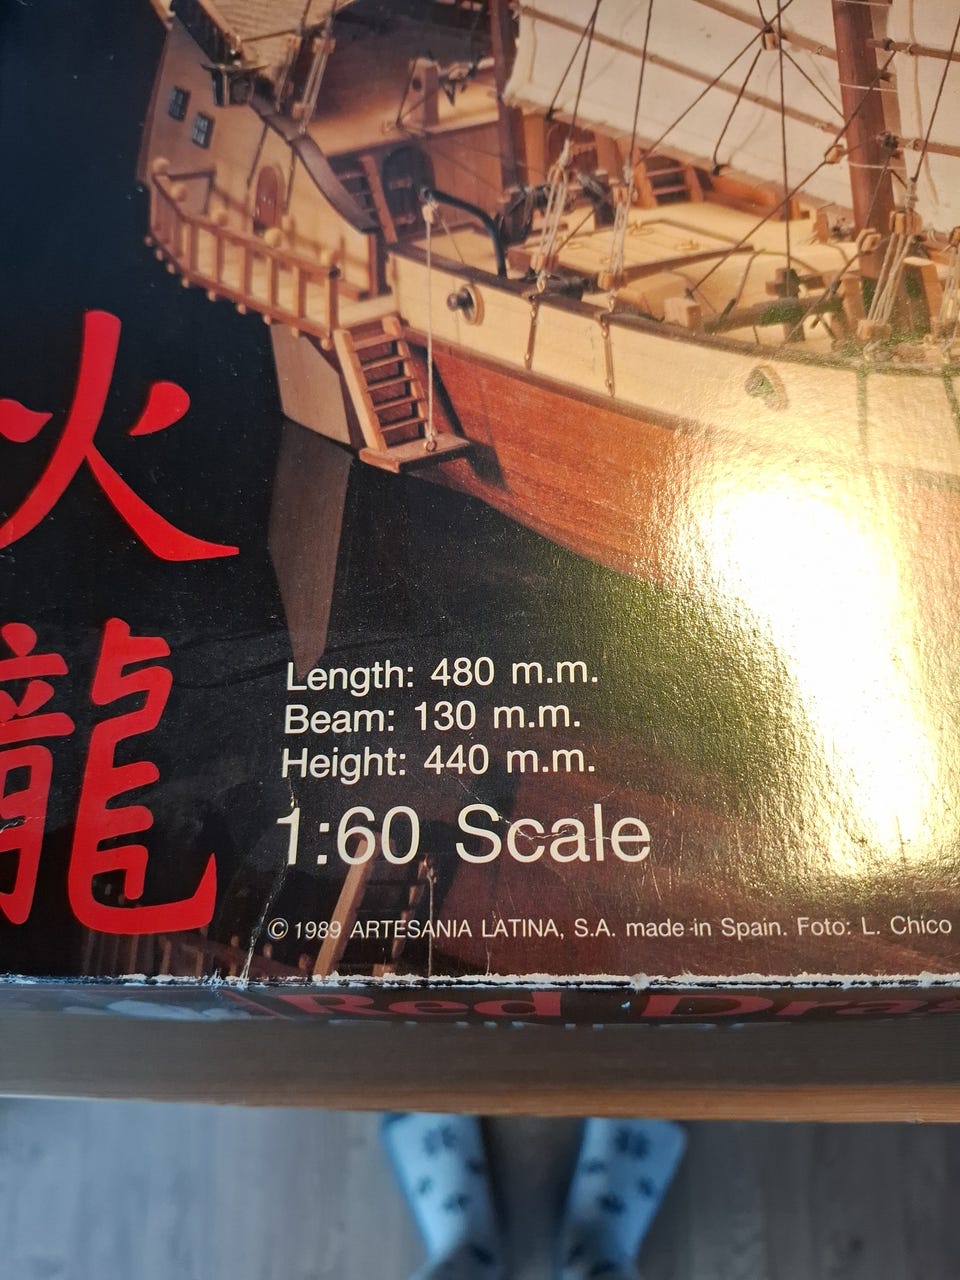 火
龍
Length: 480 m.m.
Beam: 130 m.m.
Height: 440 m.m.
1:60 Scale
© 1989 ARTESANIA LATINA, S.A. made in Spain. Foto: L. Chico
Red